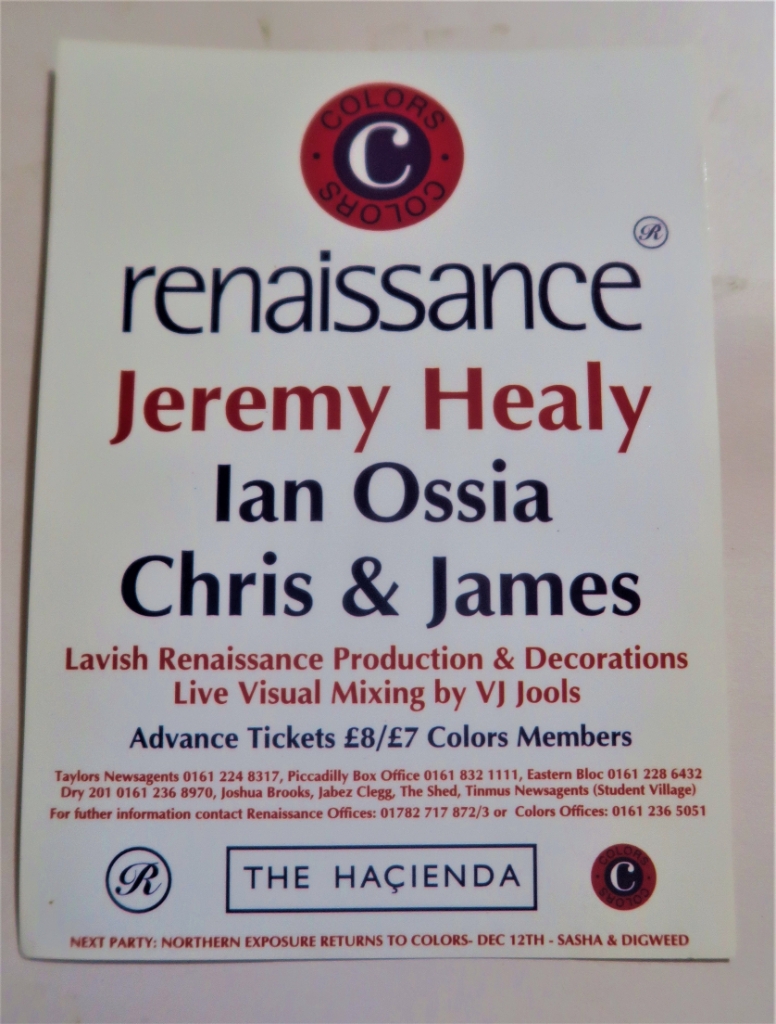 COLORS
C
COLORS
R
renaissance
Jeremy Healy
Ian Ossia
Chris & James
Lavish Renaissance Production & Decorations
Live Visual Mixing by VJ Jools
Advance Tickets £8/£7 Colors Members
Taylors Newsagents 0161 224 8317, Piccadilly Box Office 0161 832 1111, Eastern Bloc 0161 228 6432
Dry 201 0161 236 8970, Joshua Brooks, Jabez Clegg, The Shed, Tinmus Newsagents (Student Village)
For futher information contact Renaissance Offices: 01782 717 872/3 or Colors Offices: 0161 236 5051
R
THE HAÇIENDA
COLORS
C
COLORS
NEXT PARTY: NORTHERN EXPOSURE RETURNS TO COLORS- DEC 12TH - SASHA & DIGWEED